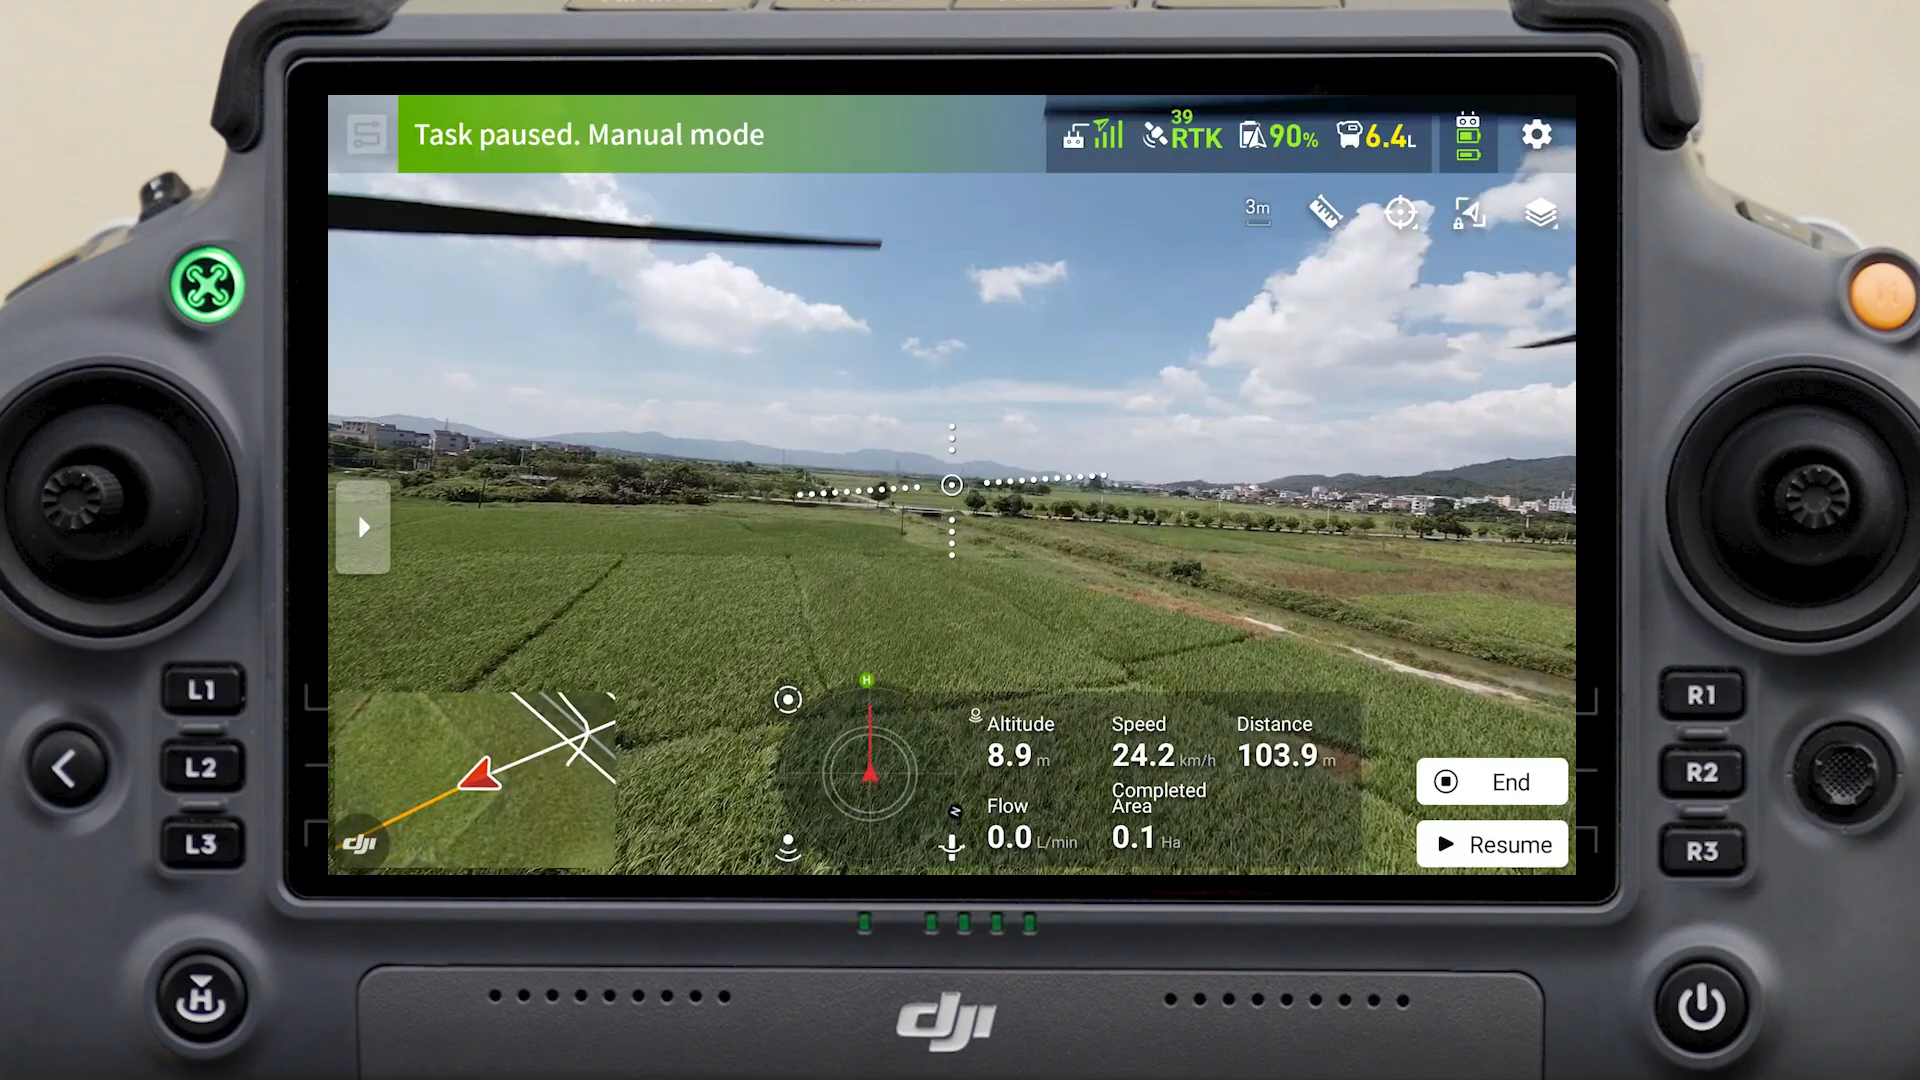 Task paused. Manual mode
39
RTK
90%
6.4L
3m
Altitude
8.9 m
Speed
24.2 km/h
Distance
103.9 m
Flow
0.0 L/min
Completed
Area
0.1 Ha
End
Resume
H
N
dji
L1
L2
L3
R1
R2
R3
H
dji